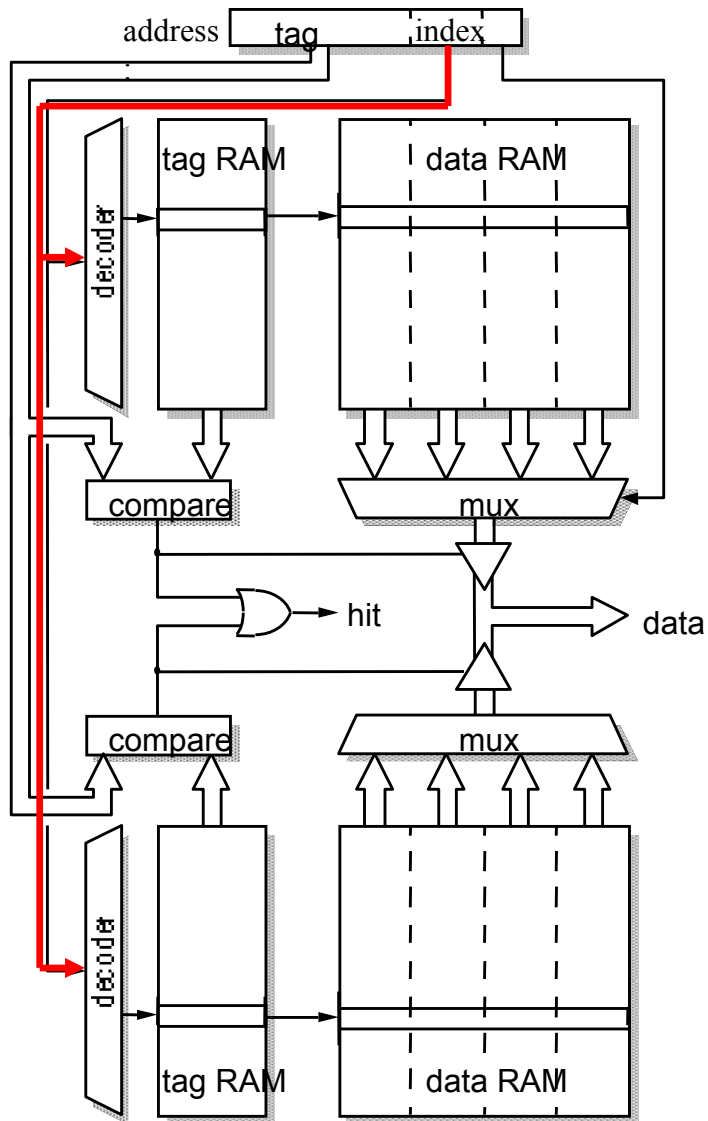 address tag index
tag RAM data RAM
decoder
compare mux
hit data
compare mux
decoder
tag RAM data RAM